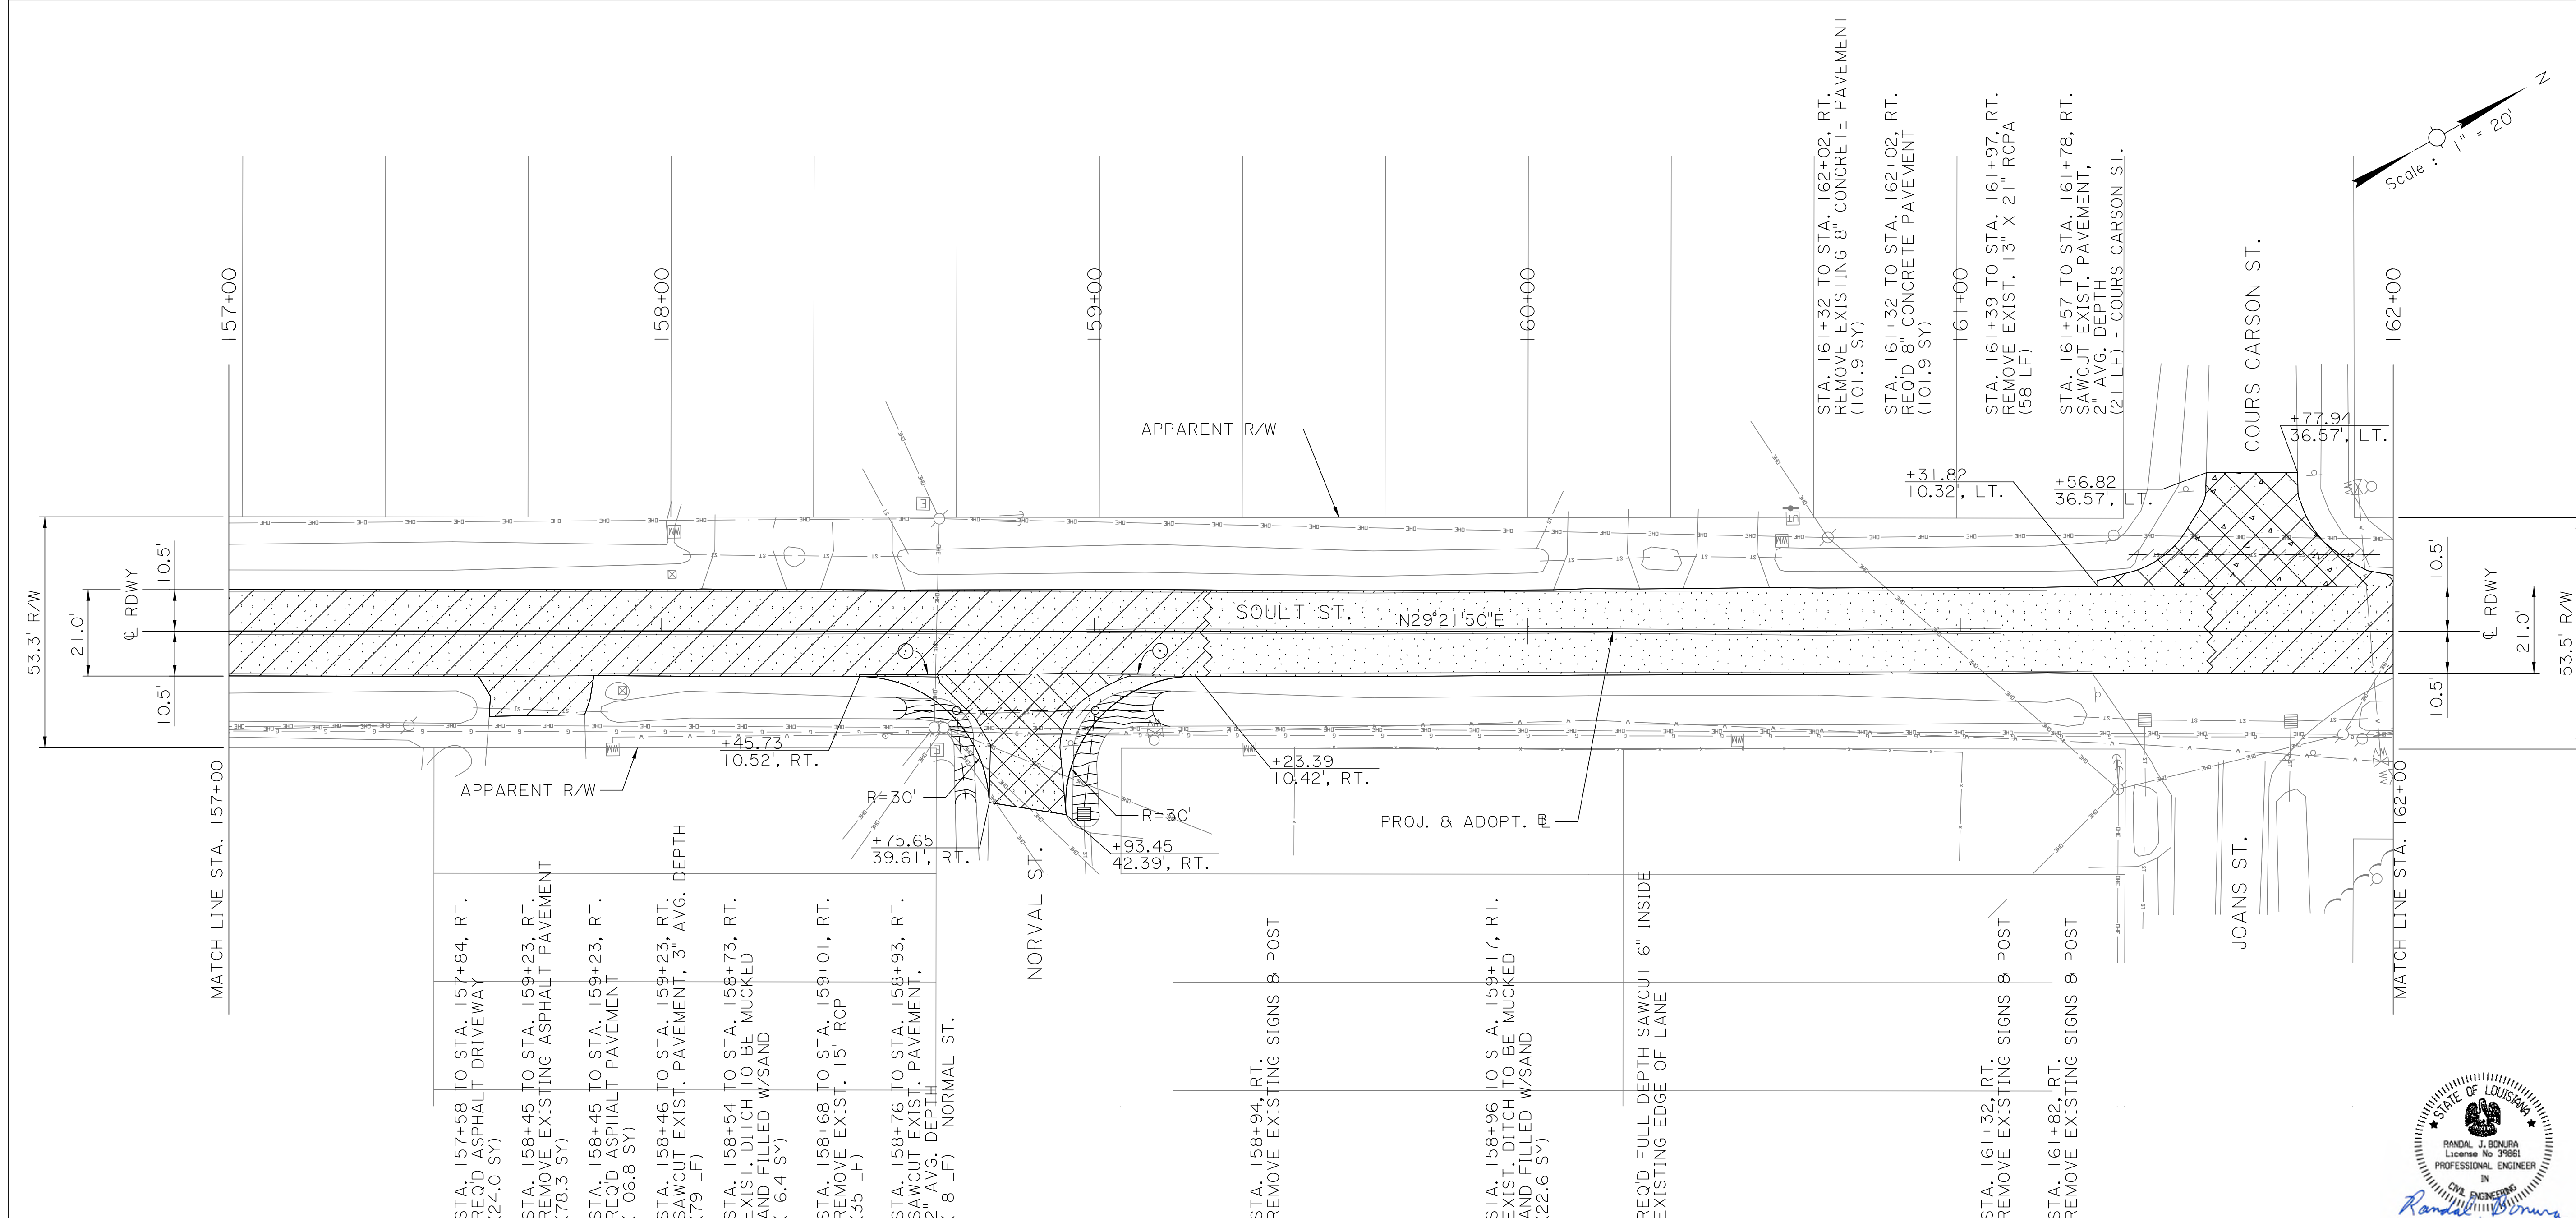 STA. 161+32 TO STA. 162+02, RT.
REMOVE EXISTING 8" CONCRETE PAVEMENT
(101.9 SY)
STA. 161+32 TO STA. 162+02, RT.
REQ'D 8" CONCRETE PAVEMENT
(101.9 SY)
STA. 161+39 TO STA. 161+97, RT.
REMOVE EXIST. 13" X 21" RCPA
(58 LF)
STA. 161+57 TO STA. 161+78, RT.
SAWCUT EXIST. PAVEMENT,
2" AVG. DEPTH
(21 LF) - COURS CARSON ST.
N
Scale : 1" = 20'
157+00
158+00
159+00
160+00
161+00
162+00
COURS CARSON ST.
APPARENT R/W
+31.82
10.32', LT.
+56.82
36.57', LT.
+77.94
36.57', LT.
53.3' R/W
21.0'
℄ RDWY
10.5'
10.5'
SOULT ST.
N29°21'50"E
10.5'
10.5'
℄ RDWY
21.0'
53.5' R/W
+45.73
10.52', RT.
+23.39
10.42', RT.
APPARENT R/W
R=30'
R=30'
PROJ. & ADOPT. BL
+75.65
39.61', RT.
+93.45
42.39', RT.
MATCH LINE STA. 157+00
NORVAL ST.
JOANS ST.
MATCH LINE STA. 162+00
STA. 157+58 TO STA. 157+84, RT.
REQ'D ASPHALT DRIVEWAY
(24.0 SY)
STA. 158+45 TO STA. 159+23, RT.
REMOVE EXISTING ASPHALT PAVEMENT
(78.3 SY)
STA. 158+45 TO STA. 159+23, RT.
REQ'D ASPHALT PAVEMENT
(106.8 SY)
STA. 158+46 TO STA. 159+23, RT.
SAWCUT EXIST. PAVEMENT, 3" AVG. DEPTH
(79 LF)
STA. 158+54 TO STA. 158+73, RT.
EXIST. DITCH TO BE MUCKED
AND FILLED W/SAND
(16.4 SY)
STA. 158+68 TO STA. 159+01, RT.
REMOVE EXIST. 15" RCP
(35 LF)
STA. 158+76 TO STA. 158+93, RT.
SAWCUT EXIST. PAVEMENT,
2" AVG. DEPTH
(18 LF) - NORMAL ST.
STA. 158+94, RT.
REMOVE EXISTING SIGNS & POST
STA. 158+96 TO STA. 159+17, RT.
EXIST. DITCH TO BE MUCKED
AND FILLED W/SAND
(22.6 SY)
REQ'D FULL DEPTH SAWCUT 6" INSIDE
EXISTING EDGE OF LANE
STA. 161+32, RT.
REMOVE EXISTING SIGNS & POST
STA. 161+82, RT.
REMOVE EXISTING SIGNS & POST
STATE OF LOUISIANA
RANDAL J. BONURA
License No 39861
PROFESSIONAL ENGINEER
IN
CIVIL ENGINEERING
Randal Bonura